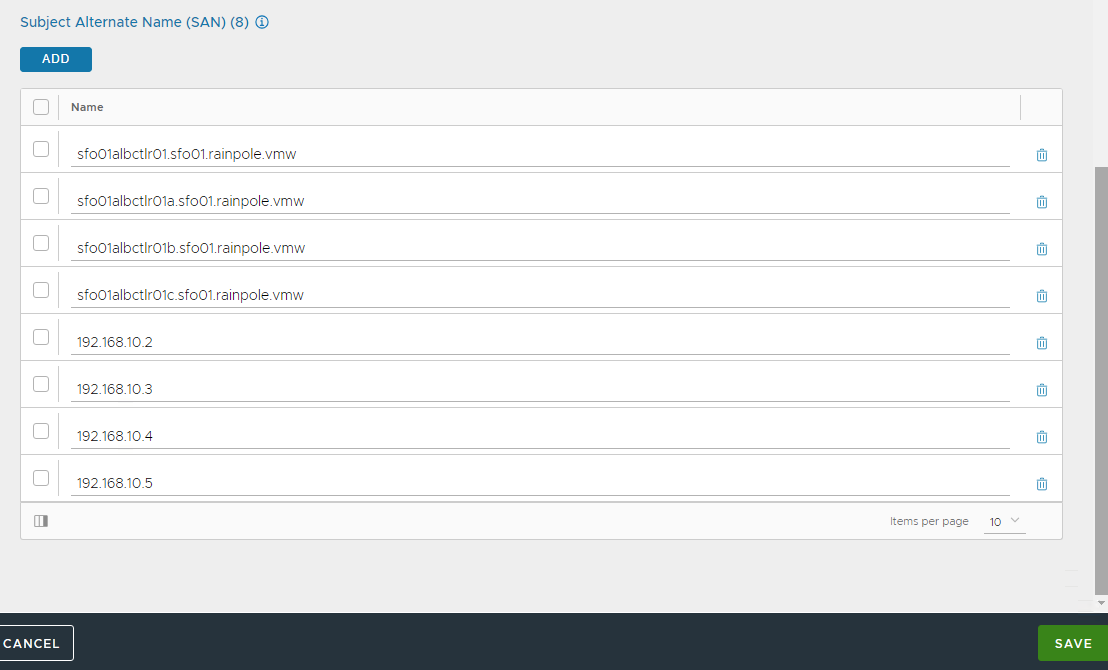 Subject Alternate Name (SAN) (8)
ADD
Name
sfo01albctlr01.sfo01.rainpole.vmw
sfo01albctlr01a.sfo01.rainpole.vmw
sfo01albctlr01b.sfo01.rainpole.vmw
sfo01albctlr01c.sfo01.rainpole.vmw
192.168.10.2
192.168.10.3
192.168.10.4
192.168.10.5
Items per page 10
CANCEL SAVE